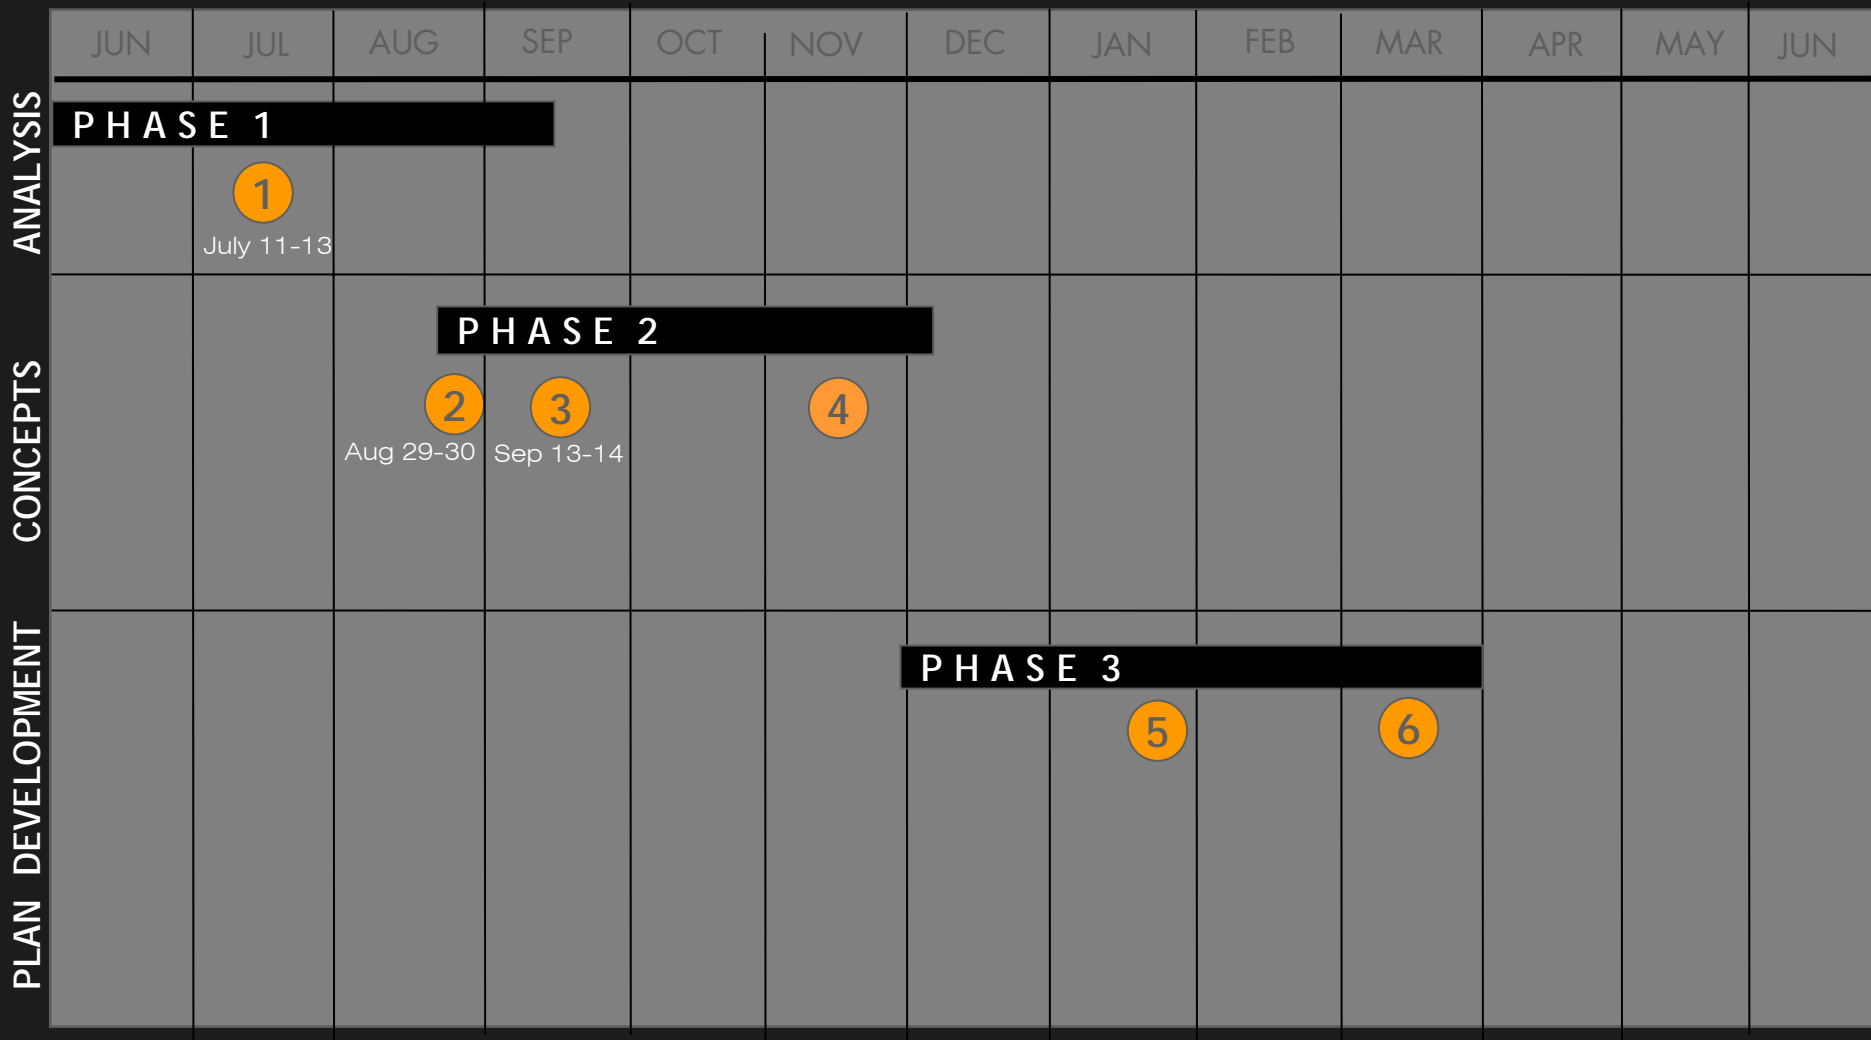 JUN JUL AUG SEP OCT NOV DEC JAN FEB MAR APR MAY JUN
ANALYSIS
PHASE 1
1
July 11-13
CONCEPTS
PHASE 2
2 3 4
Aug 29-30 Sep 13-14
PLAN DEVELOPMENT
PHASE 3
5 6